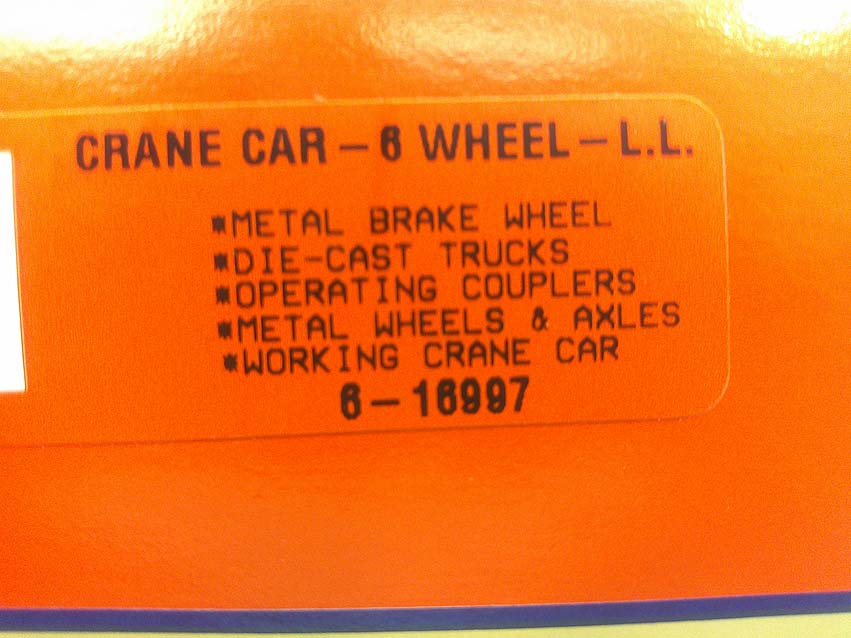 CRANE CAR – 6 WHEEL – L.L.
*METAL BRAKE WHEEL
*DIE-CAST TRUCKS
*OPERATING COUPLERS
*METAL WHEELS & AXLES
*WORKING CRANE CAR
6 – 16997